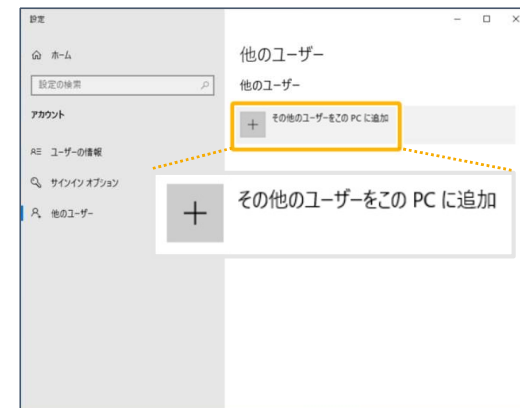 設定
ホーム
設定の検索
アカウント
ユーザーの情報
サインイン オプション
他のユーザー
他のユーザー
他のユーザー
その他のユーザーをこの PC に追加
その他のユーザーをこの PC に追加